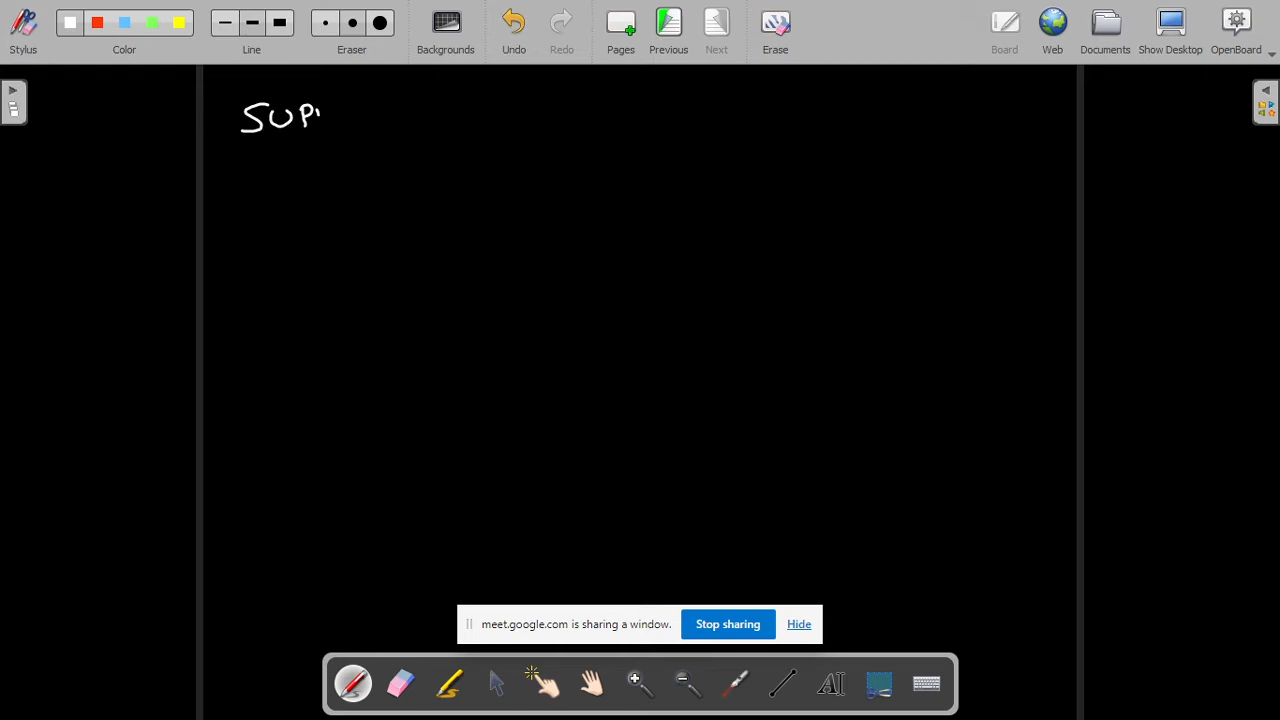 Stylus Color Line Eraser Backgrounds Undo Redo Pages Previous Next Erase Board Web Documents Show Desktop OpenBoard
SUP
meet.google.com is sharing a window. Stop sharing Hide
AI